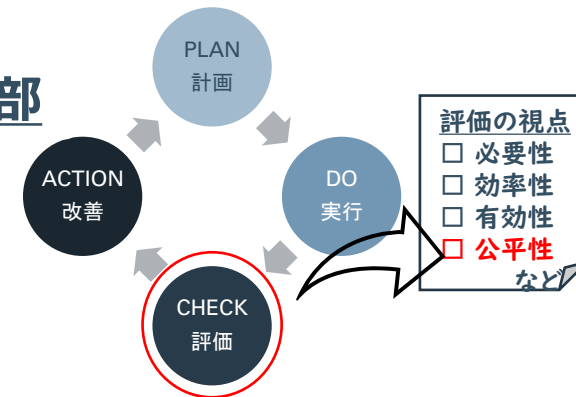 部
PLAN
計画
DO
実行
CHECK
評価
ACTION
改善
評価の視点
□ 必要性
□ 効率性
□ 有効性
□ 公平性
など